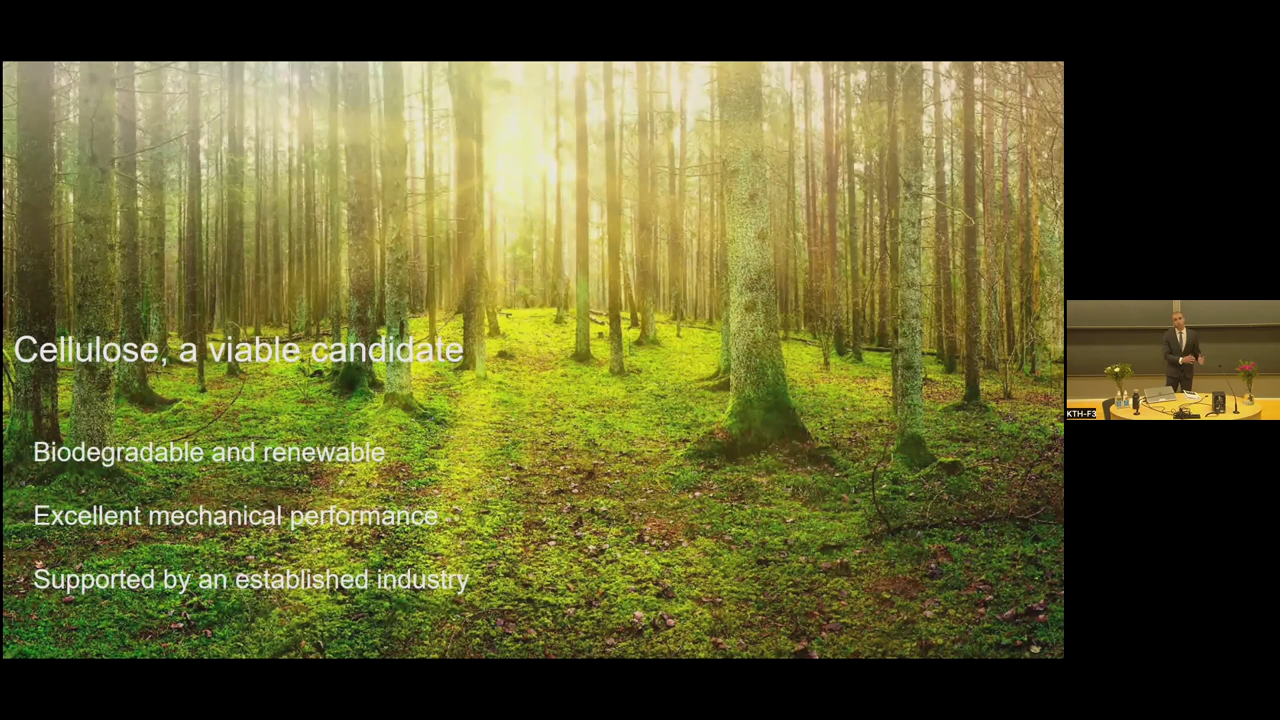 Cellulose, a viable candidate
Biodegradable and renewable
Excellent mechanical performance
Supported by an established industry
KTH-F3